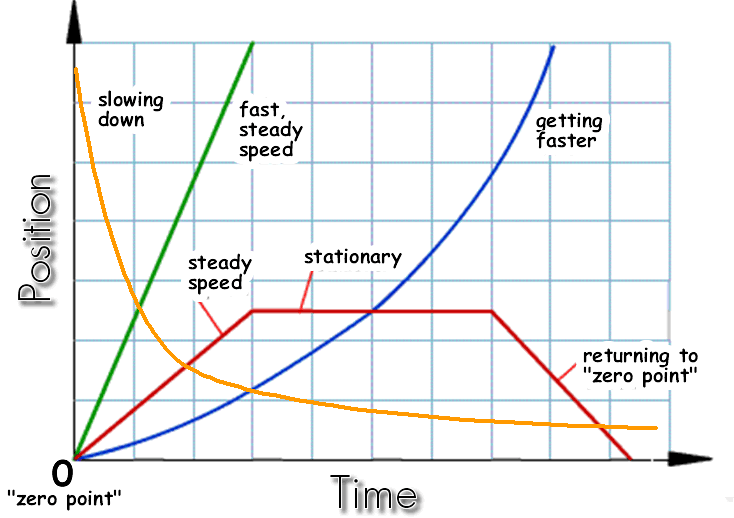 slowing
down
fast,
steady
speed
getting
faster
Position
steady
speed
stationary
returning to
"zero point"
0
"zero point"
Time